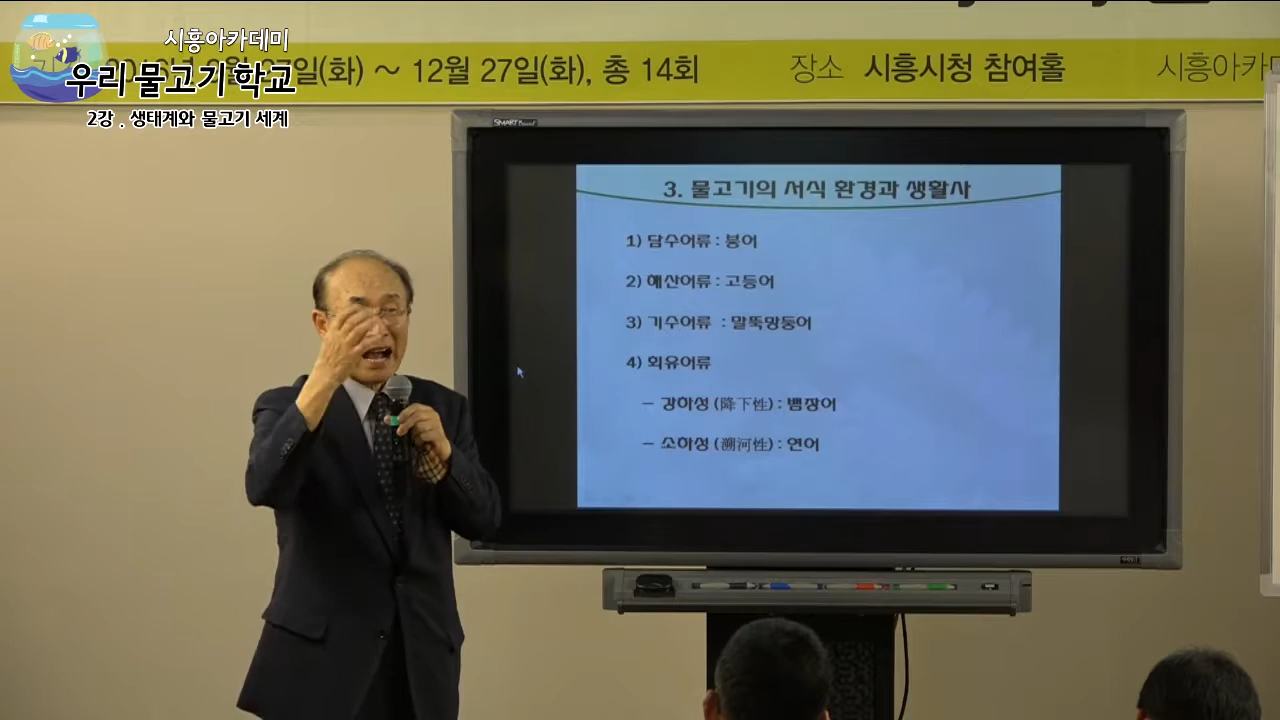 시흥아카데미
우리 물고기 학교
2강 . 생태계와 물고기 세계
일(화) ~ 12월 27일(화), 총 14회 장소 시흥시청 참여홀 시흥아카데
SMART Board
3. 물고기의 서식 환경과 생활사
1) 담수어류 : 붕어
2) 해산어류 : 고등어
3) 기수어류 : 말뚝망둥어
4) 회유어류
– 강하성 (降下性) : 뱀장어
– 소하성 (溯河性) : 연어